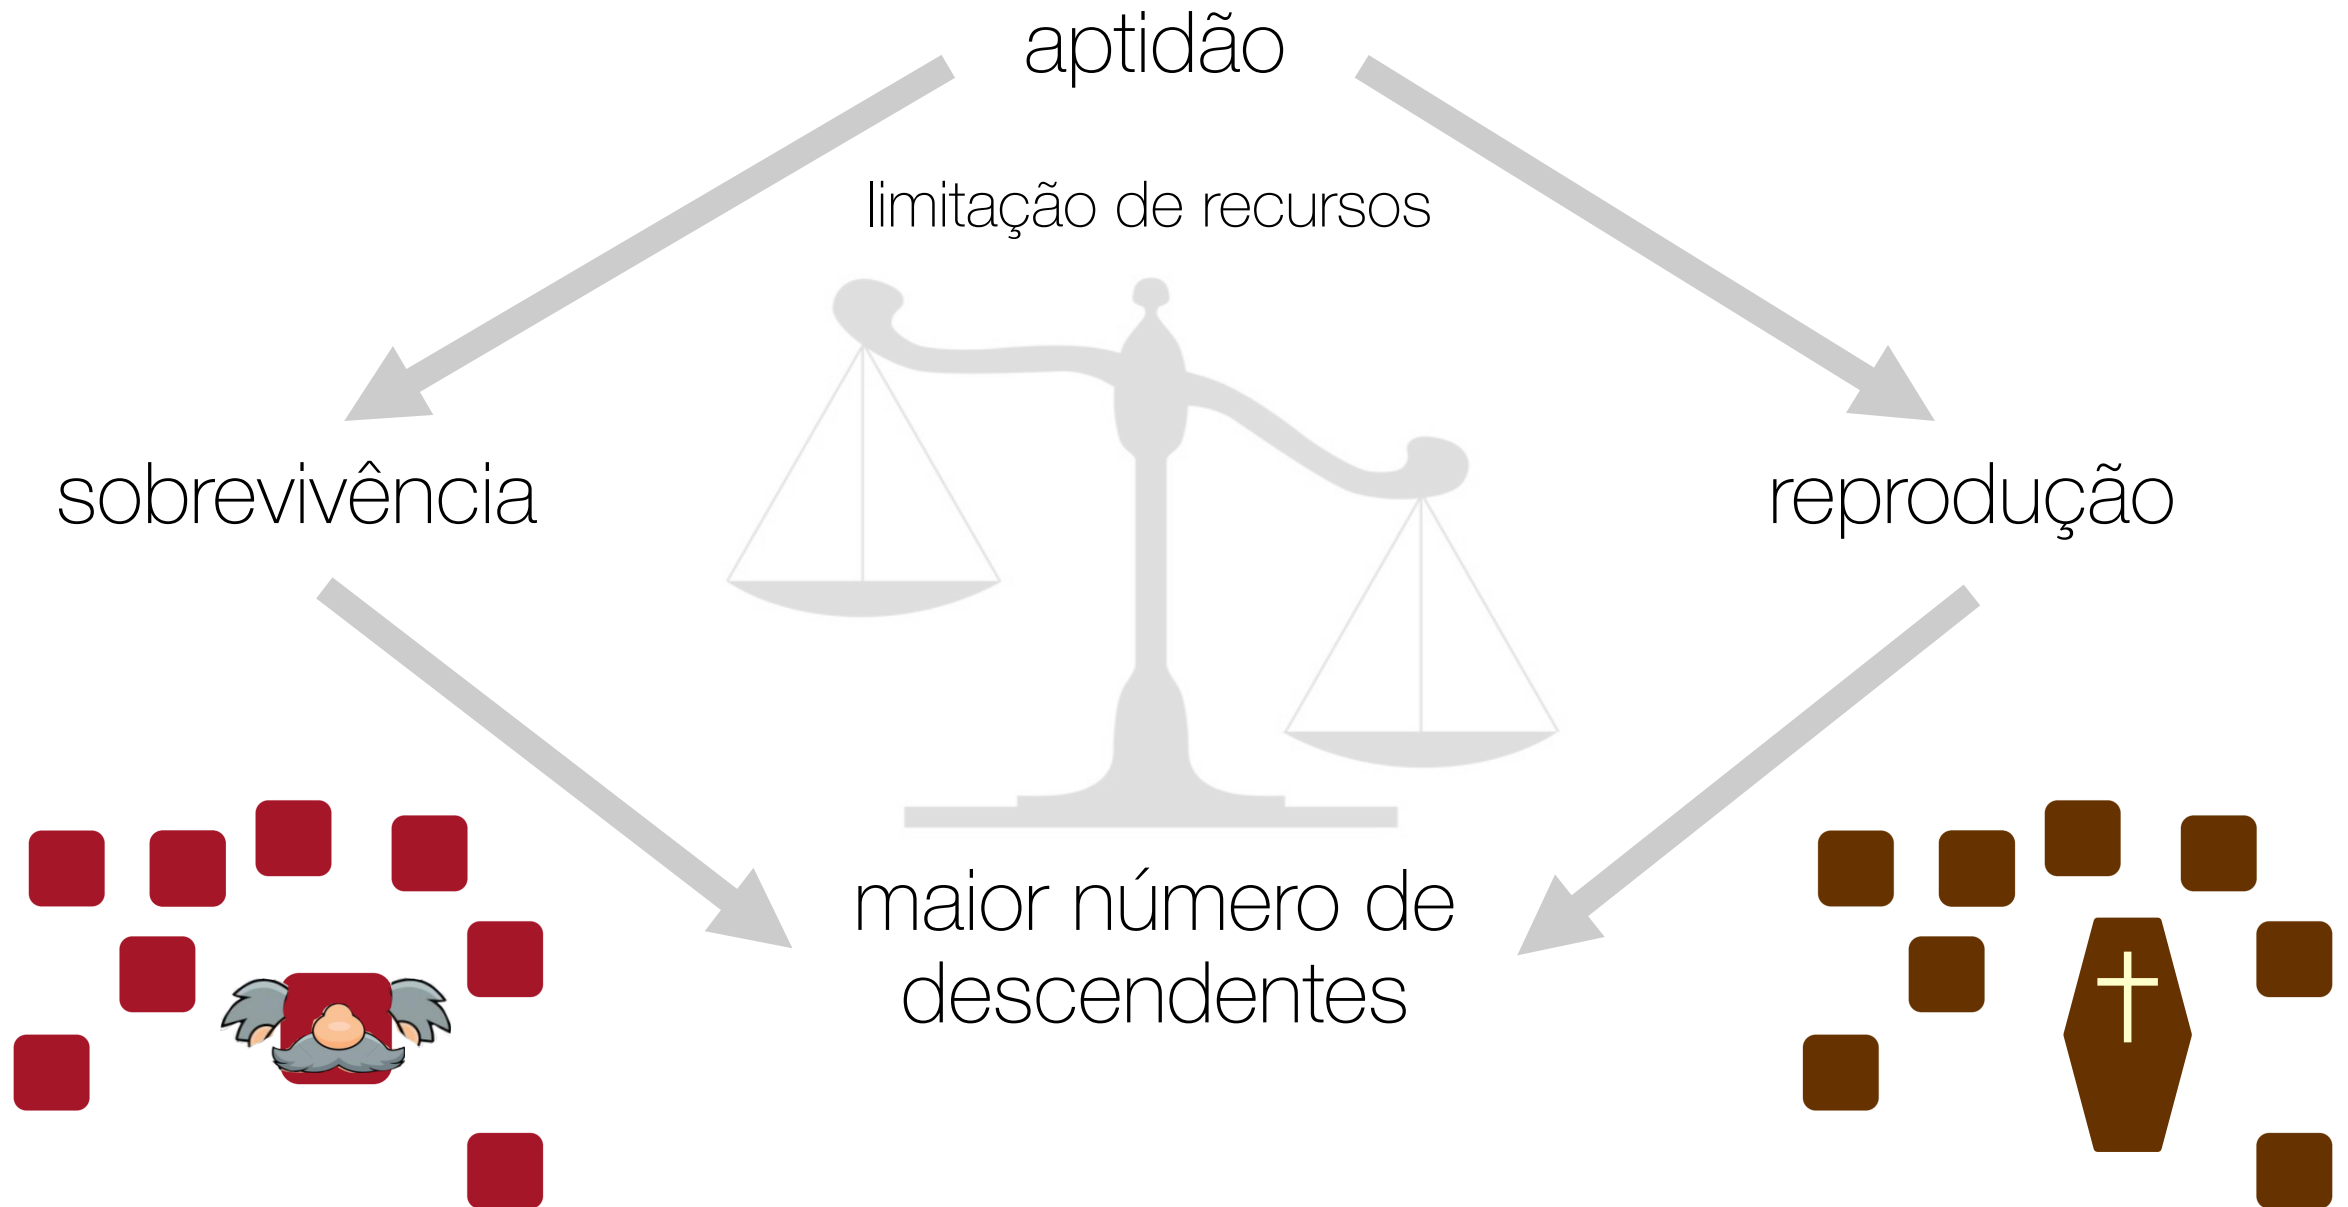 aptidão
limitação de recursos
sobrevivência
reprodução
maior número de
descendentes